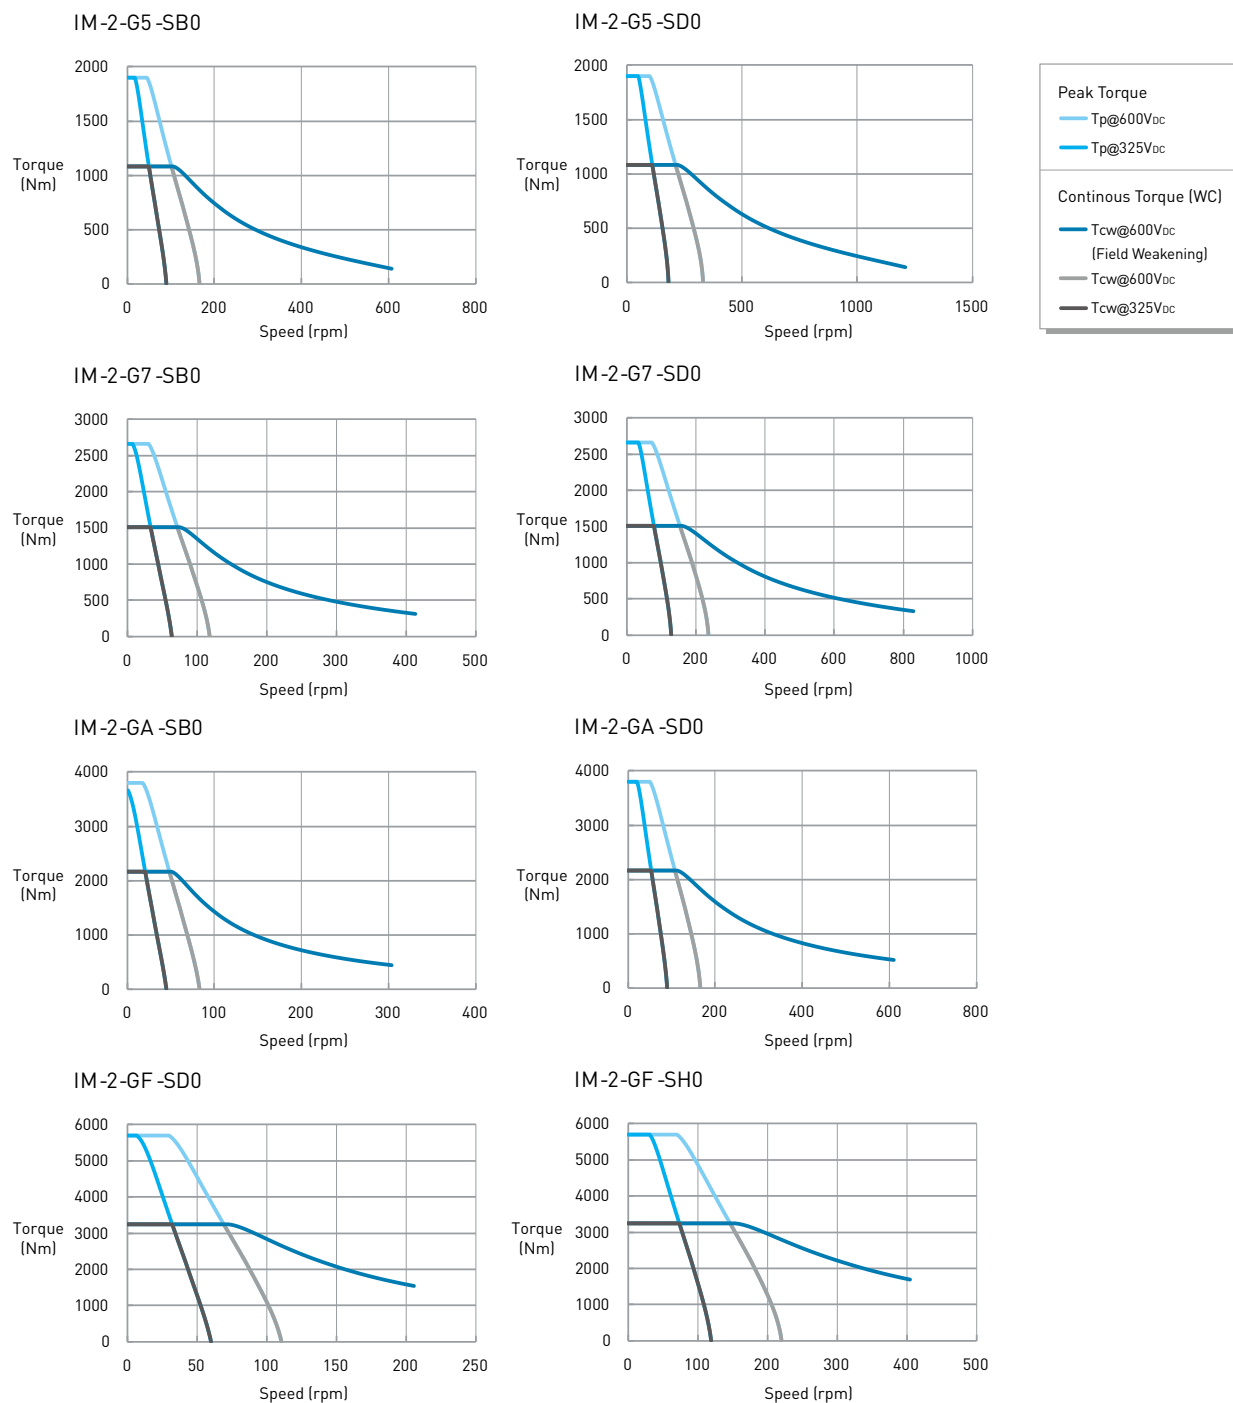 IM-2-G5-SB0
2000
1500
1000
500
0
Torque
(Nm)
0 200 400 600 800
Speed (rpm)
IM-2-G5-SD0
2000
1500
1000
500
0
Torque
(Nm)
0 500 1000 1500
Speed (rpm)
Peak Torque
Tp@600VDC
Tp@325VDC
Continous Torque (WC)
Tcw@600VDC
(Field Weakening)
Tcw@600VDC
Tcw@325VDC
IM-2-G7-SB0
3000
2500
2000
1500
1000
500
0
Torque
(Nm)
0 100 200 300 400 500
Speed (rpm)
IM-2-G7-SD0
3000
2500
2000
1500
1000
500
0
Torque
(Nm)
0 200 400 600 800 1000
Speed (rpm)
IM-2-GA-SB0
4000
3000
2000
1000
0
Torque
(Nm)
0 100 200 300 400
Speed (rpm)
IM-2-GA-SD0
4000
3000
2000
1000
0
Torque
(Nm)
0 200 400 600 800
Speed (rpm)
IM-2-GF-SD0
6000
5000
4000
3000
2000
1000
0
Torque
(Nm)
0 50 100 150 200 250
Speed (rpm)
IM-2-GF-SH0
6000
5000
4000
3000
2000
1000
0
Torque
(Nm)
0 100 200 300 400 500
Speed (rpm)